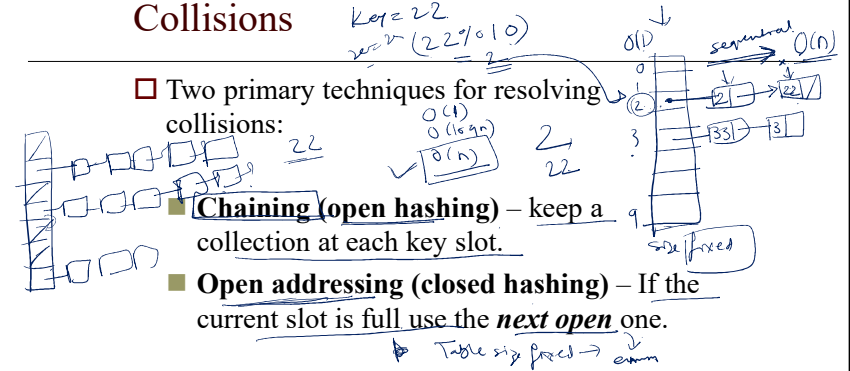 Collisions
Key = 22
(22 % 10)
2
O(1)
sequential
O(n)
0
1
2
3
9
2
22
33
3
size fixed
Two primary techniques for resolving
collisions:
O(1)
O(log n)
O(n)
22
2
22
Chaining (open hashing) – keep a
collection at each key slot.
Open addressing (closed hashing) – If the
current slot is full use the next open one.
Table size fixed →